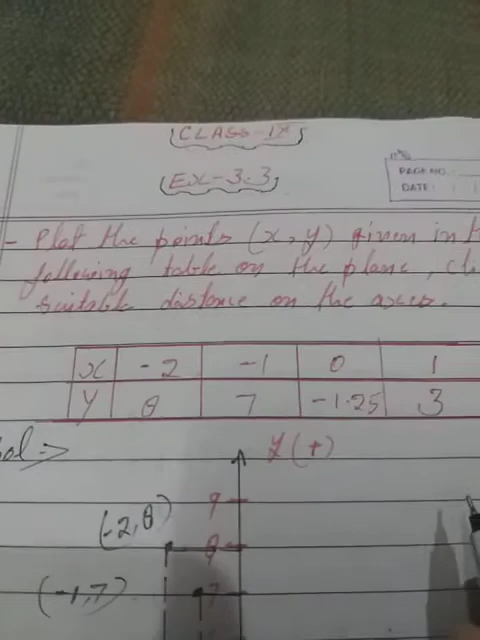 CLASS-IX
EX-3.3
PAGE NO.
DATE:
- Plot the points (x,y) given in
following table on the plane,
suitable distance on the axes.
x -2 -1 0 1
y 8 7 -1.25 3
Sol=>
Y(+)
9
(-2,8)
8
(-1,7)
7